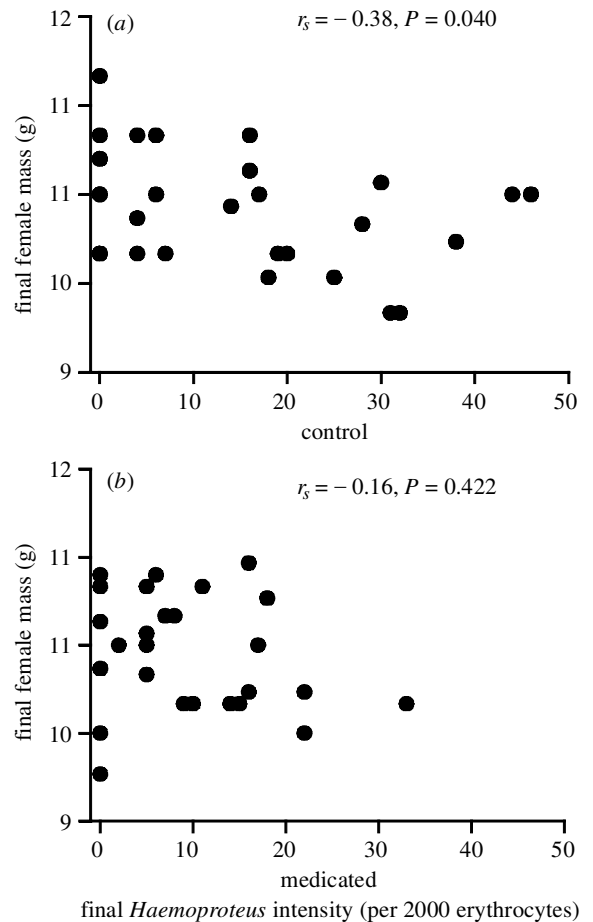 (a) rs = – 0.38, P = 0.040
12
11
11
10
9
final female mass (g)
0 10 20 30 40 50
control
(b) rs = – 0.16, P = 0.422
12
11
11
10
9
final female mass (g)
0 10 20 30 40 50
medicated
final Haemoproteus intensity (per 2000 erythrocytes)